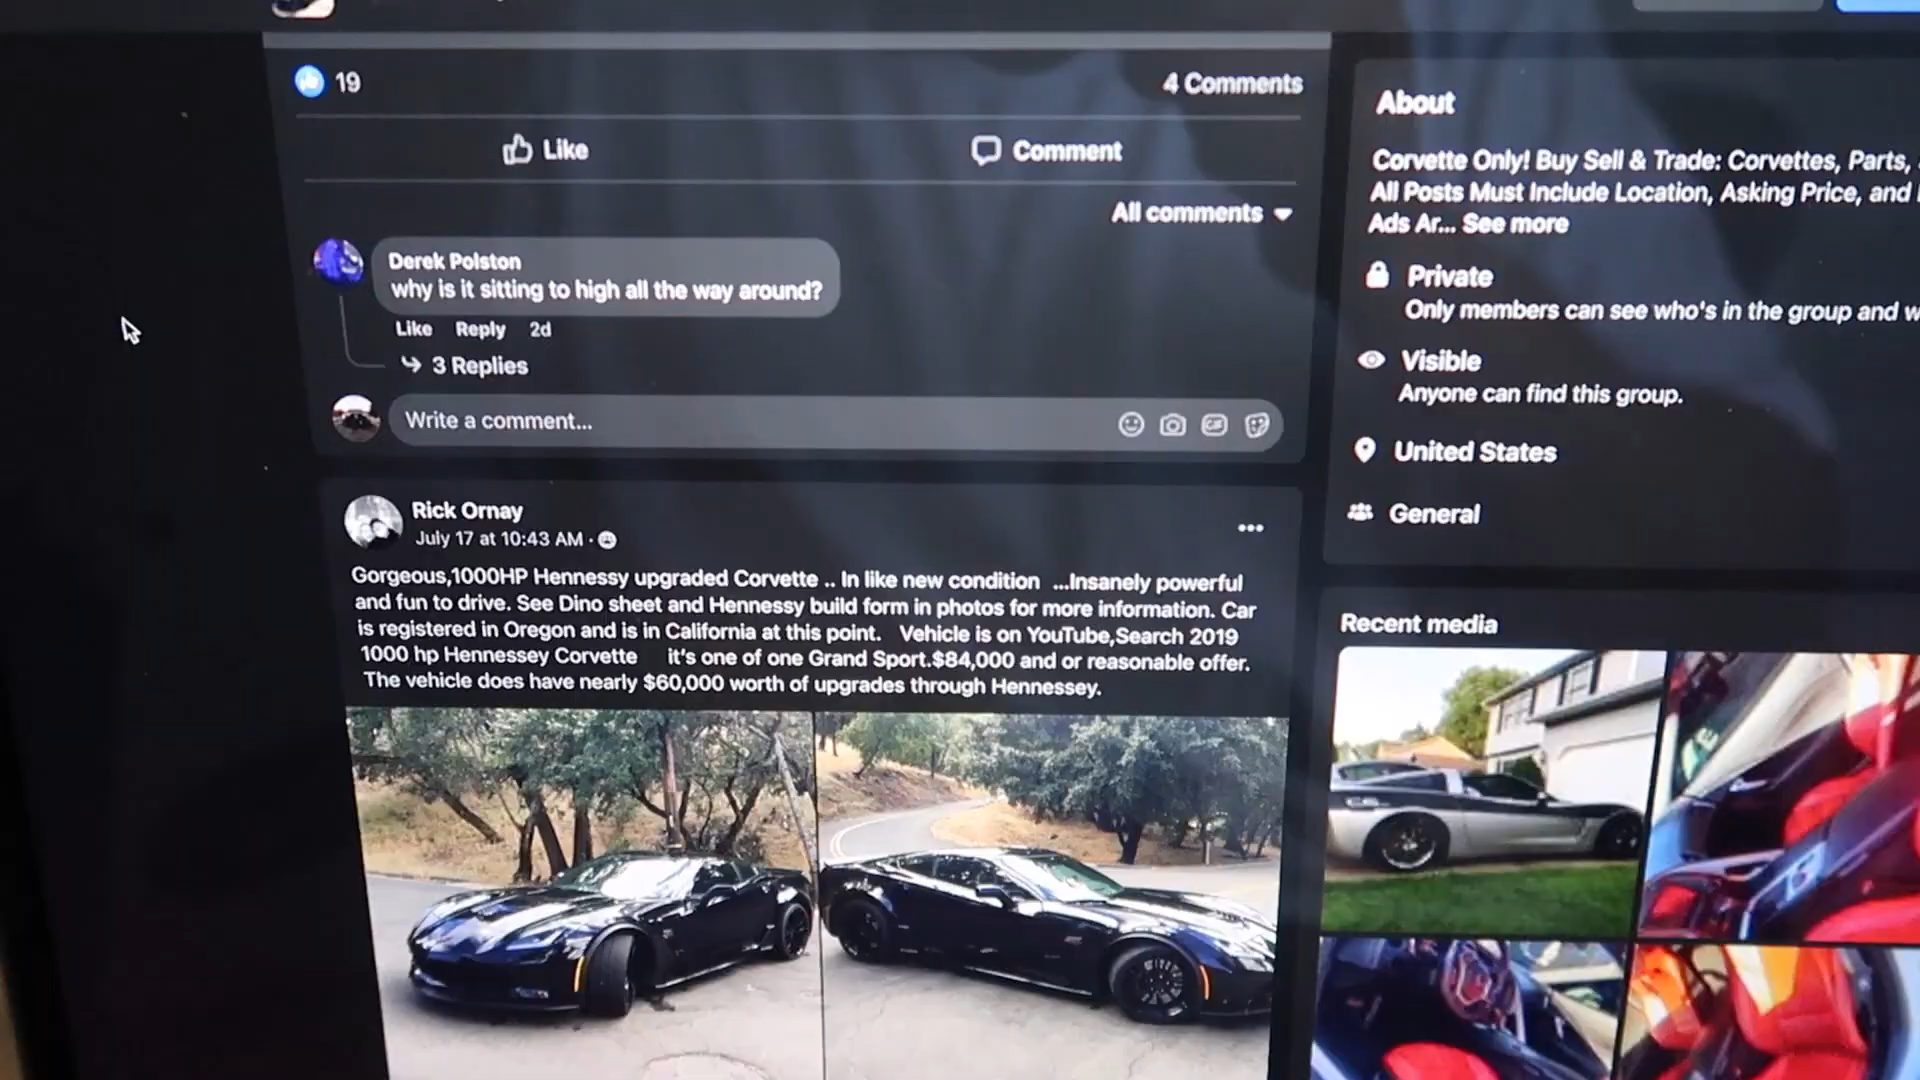 19
4 Comments
Like
Comment
All comments
Derek Polston
why is it sitting to high all the way around?
Like Reply 2d
3 Replies
Write a comment...
GIF
Rick Ornay
July 17 at 10:43 AM ·
Gorgeous,1000HP Hennessy upgraded Corvette .. In like new condition ...Insanely powerful
and fun to drive. See Dino sheet and Hennessy build form in photos for more information. Car
is registered in Oregon and is in California at this point. Vehicle is on YouTube,Search 2019
1000 hp Hennessey Corvette it's one of one Grand Sport.$84,000 and or reasonable offer.
The vehicle does have nearly $60,000 worth of upgrades through Hennessey.
About
Corvette Only! Buy Sell & Trade: Corvettes, Parts,
All Posts Must Include Location, Asking Price, and
Ads Ar... See more
Private
Only members can see who's in the group and
Visible
Anyone can find this group.
United States
General
Recent media